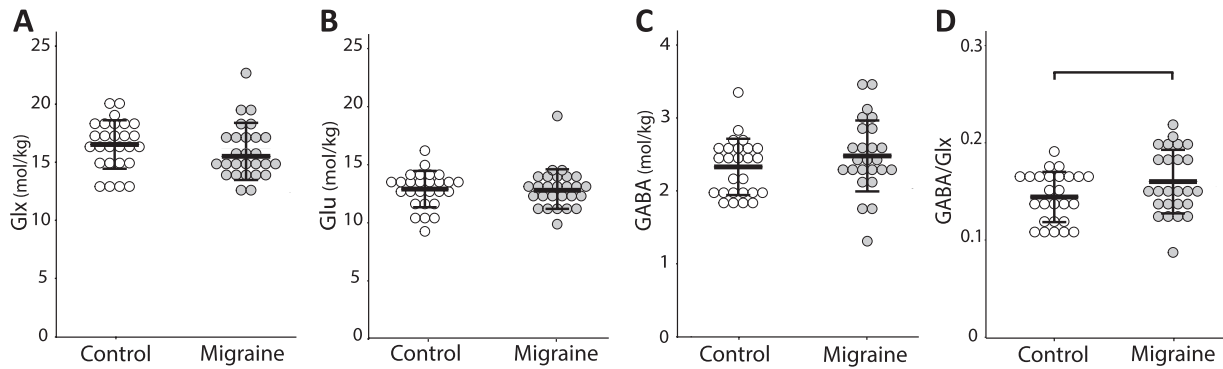 A
Glx (mol/kg)
25
20
15
10
5
0
Control Migraine
B
Glu (mol/kg)
25
20
15
10
5
0
Control Migraine
C
GABA (mol/kg)
4
3
2
1
0
Control Migraine
D
GABA/Glx
0.3
0.2
0.1
0
Control Migraine